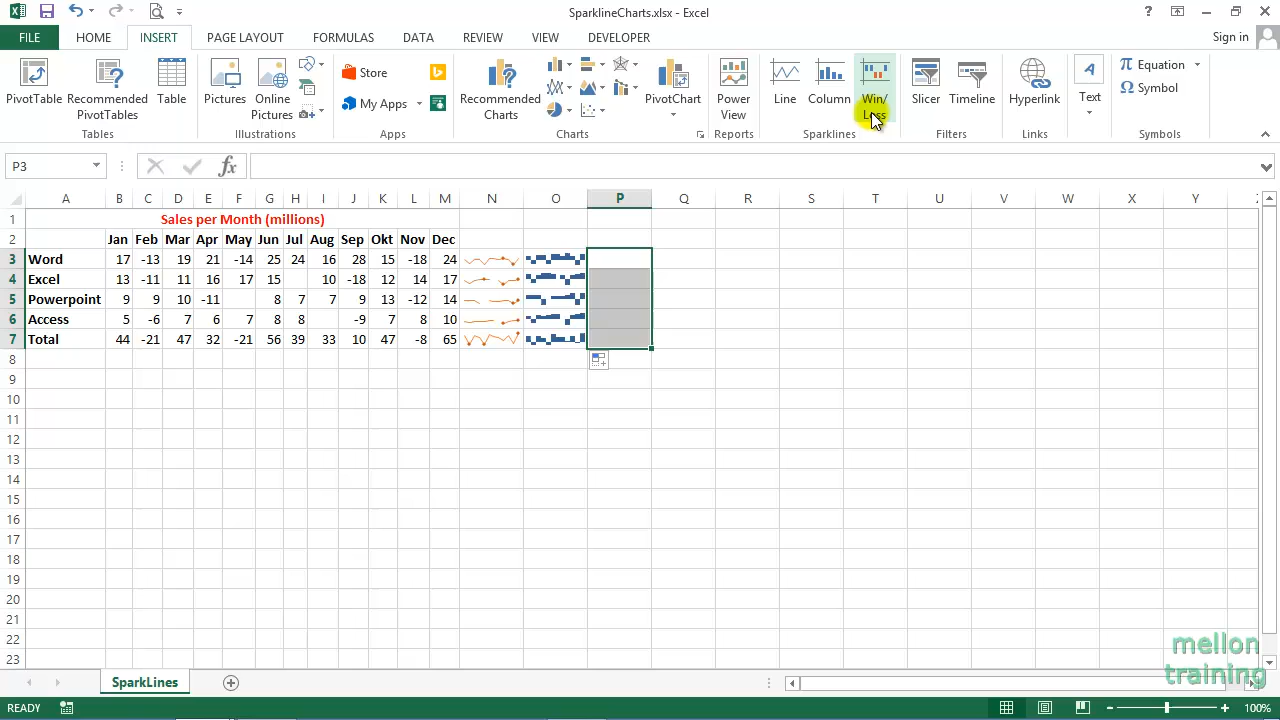 SparklineCharts.xlsx - Excel
FILE HOME INSERT PAGE LAYOUT FORMULAS DATA REVIEW VIEW DEVELOPER Sign in
PivotTable Recommended PivotTables Table
Pictures Online Pictures
Store
My Apps
Recommended Charts PivotChart
Power View
Line Column Win/ Loss
Slicer Timeline
Hyperlink
A
Text
π Equation
Ω Symbol
Tables Illustrations Apps Charts Reports Sparklines Filters Links Symbols
P3 fx
A B C D E F G H I J K L M N O P Q R S T U V W X Y
1 Sales per Month (millions)
2 Jan Feb Mar Apr May Jun Jul Aug Sep Okt Nov Dec
3 Word 17 -13 19 21 -14 25 24 16 28 15 -18 24
4 Excel 13 -11 11 16 17 15 10 -18 12 14 17
5 Powerpoint 9 9 10 -11 8 7 7 9 13 -12 14
6 Access 5 -6 7 6 7 8 8 -9 7 8 10
7 Total 44 -21 47 32 -21 56 39 33 10 47 -8 65
8
9
10
11
12
13
14
15
16
17
18
19
20
21
22
23
mellon
training
SparkLines
READY 100%